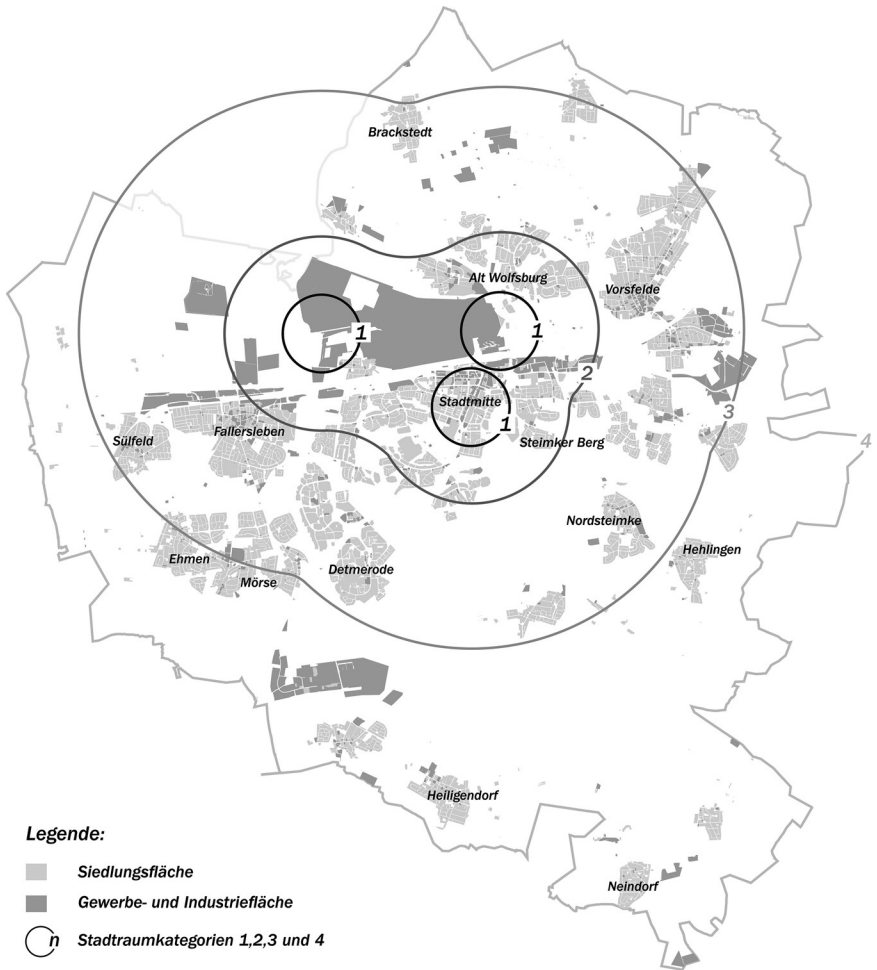 Brackstedt
Alt Wolfsburg
Vorsfelde
1
1
2
Stadtmitte
3
1
Fallersleben
Sülfeld
Steimker Berg
4
Nordsteimke
Hehlingen
Ehmen
Detmerode
Mörse
Heiligendorf
Neindorf
Legende:
Siedlungsfläche
Gewerbe- und Industriefläche
n Stadtraumkategorien 1,2,3 und 4